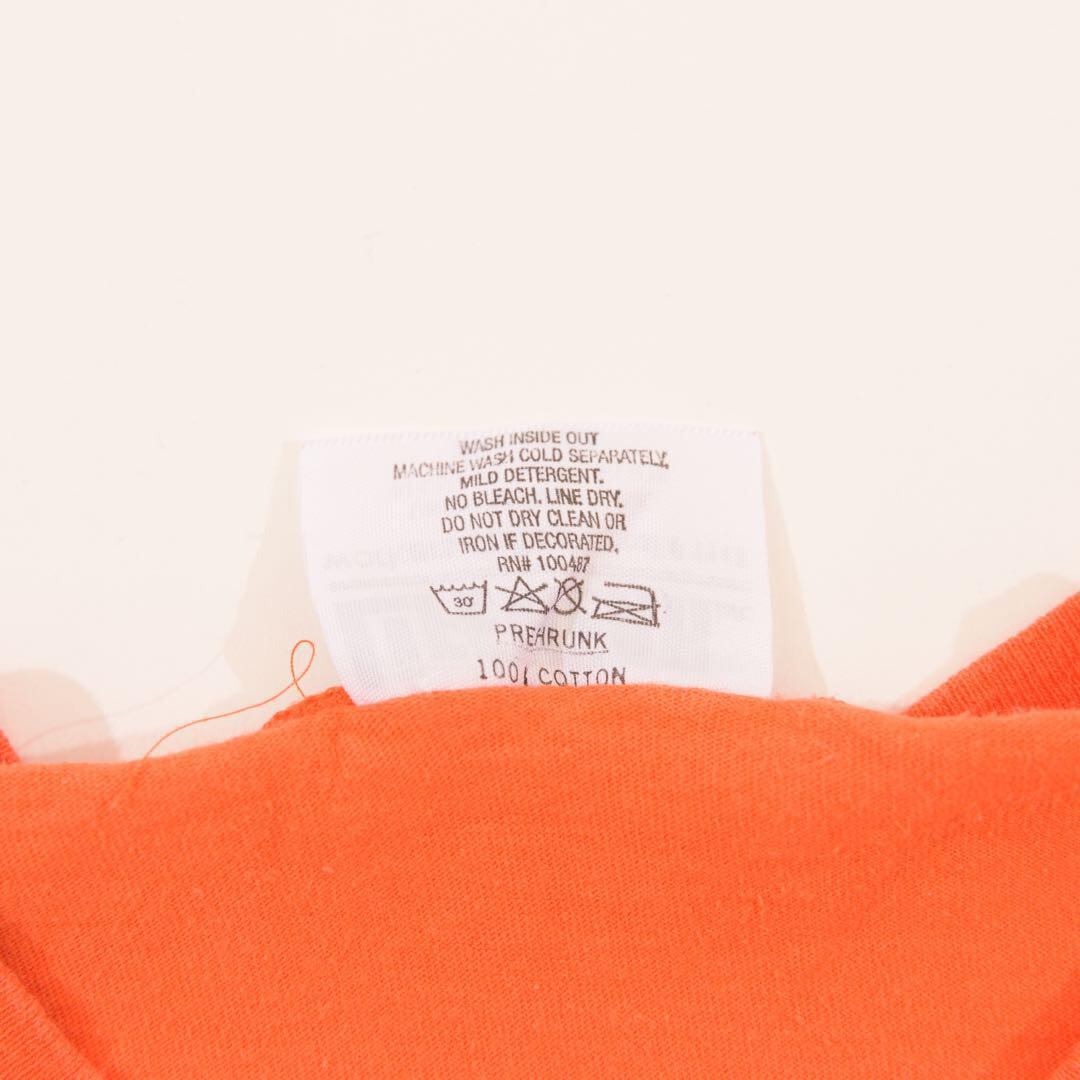 WASH INSIDE OUT
MACHINE WASH COLD SEPARATELY.
MILD DETERGENT.
NO BLEACH. LINE DRY.
DO NOT DRY CLEAN OR
IRON IF DECORATED.
RN# 100487
30°
PREHRUNK
100% COTTON